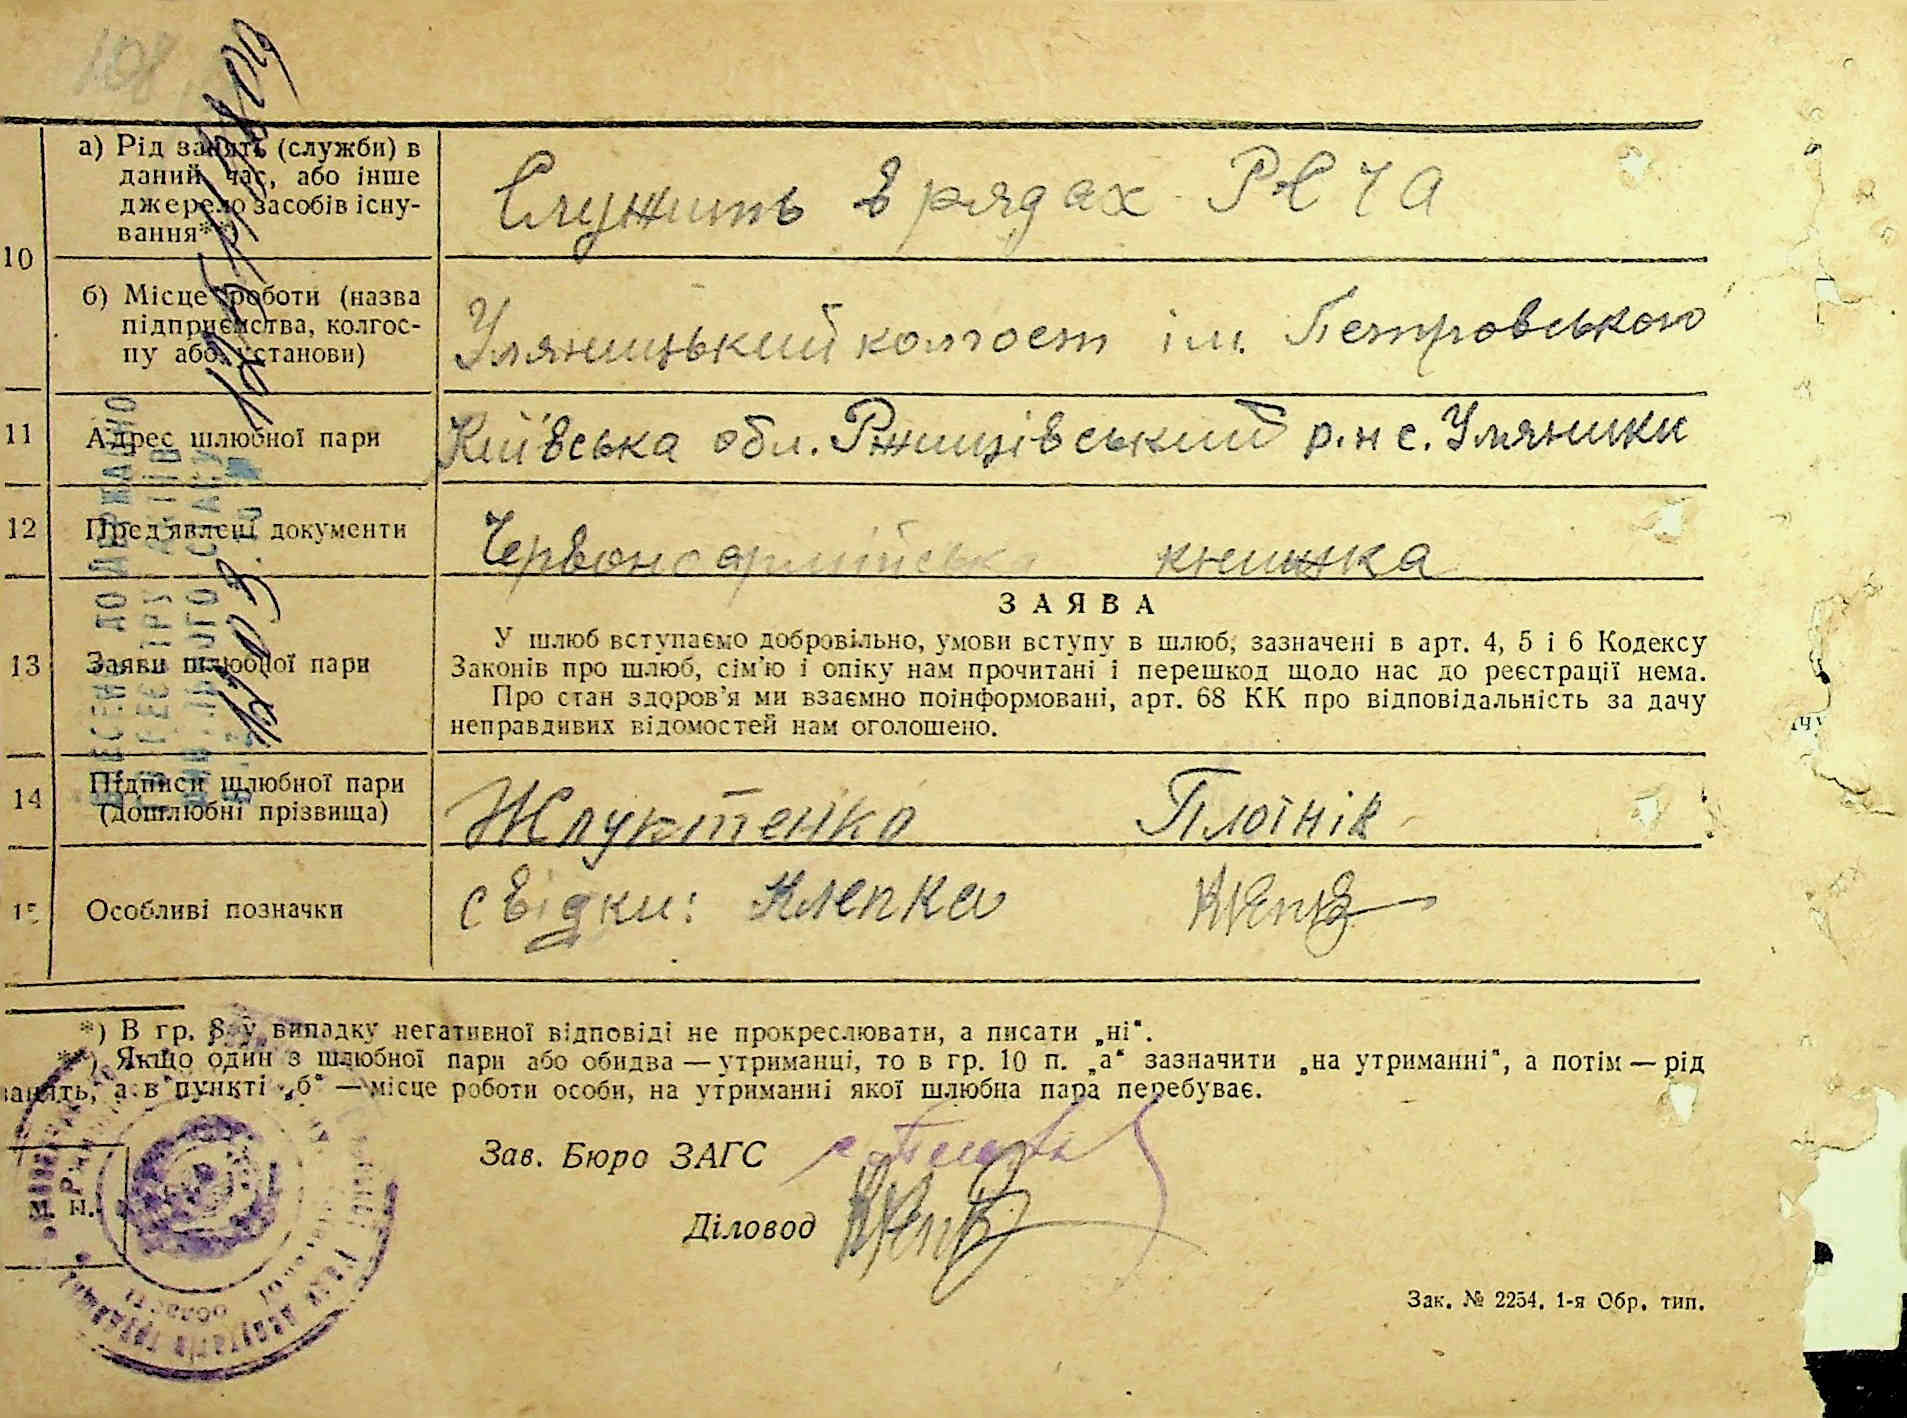 108
10
а) Рід занять (служби) в
даний час, або інше
джерело засобів існу-
вання**)
Служить в рядах РСЧА
б) Місце роботи (назва
підприємства, колгос-
пу або установи)
Уляницький колгосп ім. Петровського
11 Адрес шлюбної пари Київська обл. Ржищівський р.н с. Уляники
12 Пред'явлені документи Червоноармійська книжка
13 Заяви шлюбної пари
ЗАЯВА
У шлюб вступаємо добровільно, умови вступу в шлюб, зазначені в арт. 4, 5 і 6 Кодексу
Законів про шлюб, сім'ю і опіку нам прочитані і перешкод щодо нас до реєстрації нема.
Про стан здоров'я ми взаємно поінформовані, арт. 68 КК про відповідальність за дачу
неправдивих відомостей нам оголошено.
14 Підписи шлюбної пари
(Дошлюбні прізвища)
Жлуктенко Плотнік
15 Особливі позначки свідки: Клепка
*) В гр. 8 у випадку негативної відповіді не прокреслювати, а писати „ні“.
**) Якщо один з шлюбної пари або обидва — утриманці, то в гр. 10 п. „а“ зазначити „на утриманні“, а потім — рід
занять, а в пункті „б“ — місце роботи особи, на утриманні якої шлюбна пара перебуває.
Зав. Бюро ЗАГС
М. П.
Діловод
Зак. № 2254. 1-я Обр. тип.